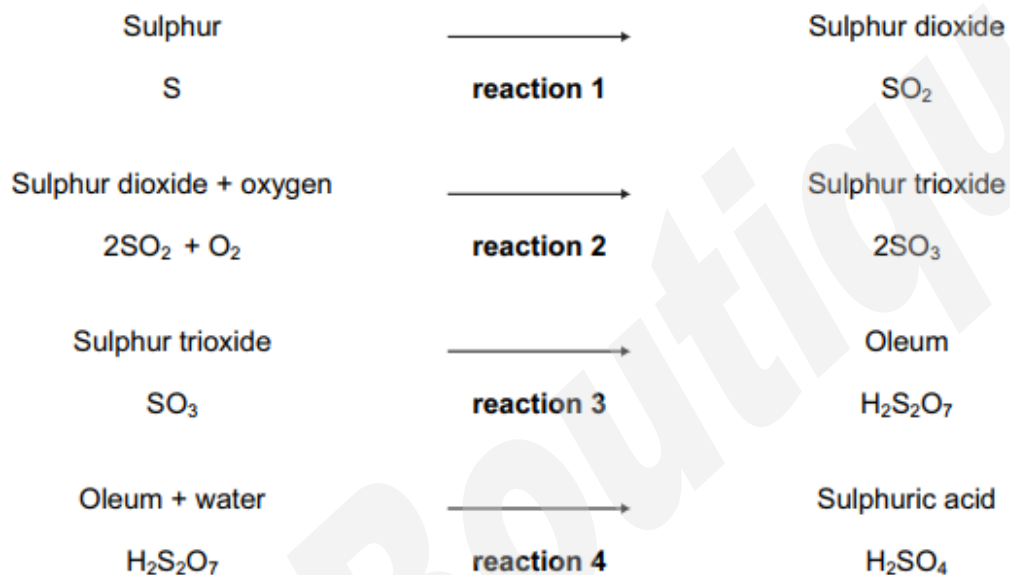 Sulphur Sulphur dioxide
S reaction 1 SO₂
Sulphur dioxide + oxygen Sulphur trioxide
2SO₂ + O₂ reaction 2 2SO₃
Sulphur trioxide Oleum
SO₃ reaction 3 H₂S₂O₇
Oleum + water Sulphuric acid
H₂S₂O₇ reaction 4 H₂SO₄
Boutiqu